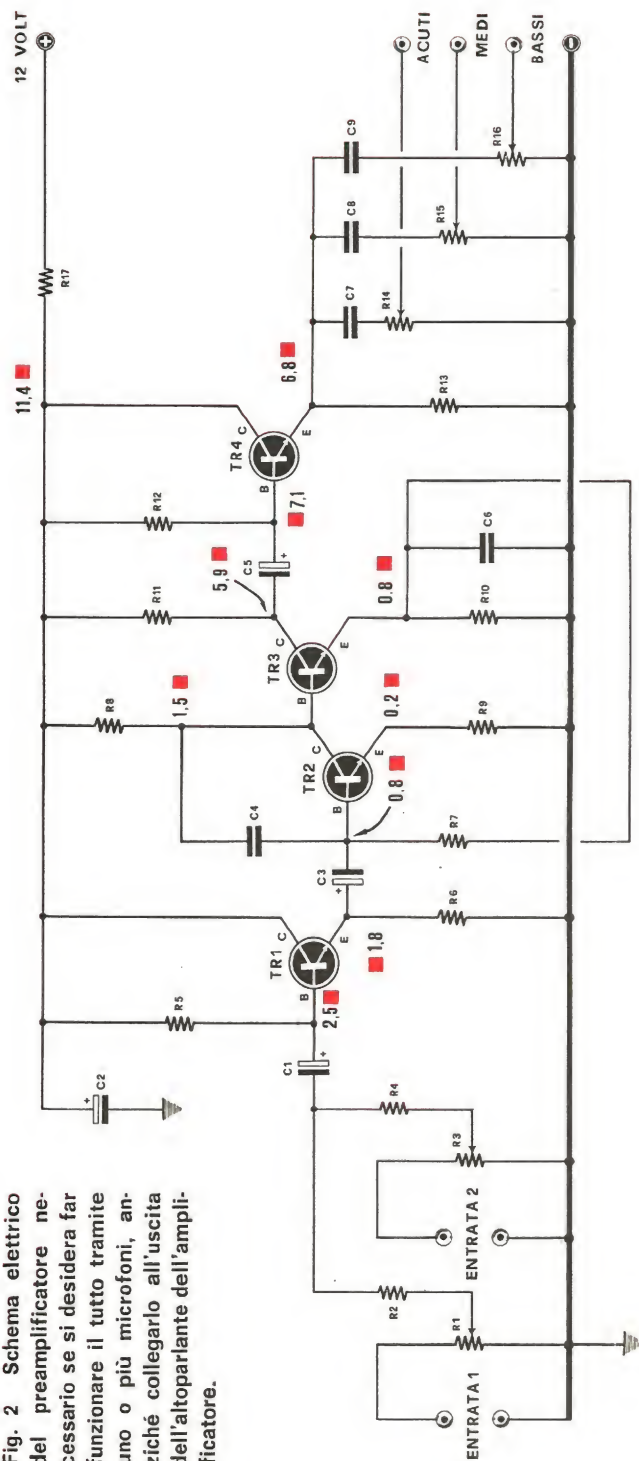 Fig. 2 Schema elettrico
del preamplificatore ne-
cessario se si desidera far
funzionare il tutto tramite
uno o più microfoni, an-
ziché collegarlo all'uscita
dell'altoparlante dell'ampli-
ficatore.
12 VOLT
+
R17
11,4
C2
+
R5
R8
R11
R12
1,5
5,9
7,1
6,8
TR1
B
C
E
TR2
B
C
E
TR3
B
C
E
TR4
B
C
E
C1
+
2,5
1,8
C3
+
C4
0,8
0,2
0,8
C5
+
C6
C7
C8
C9
R2
R4
R1
R3
R6
R7
R9
R10
R13
R14
R15
R16
ENTRATA 1
ENTRATA 2
ACUTI
MEDI
BASSI
-